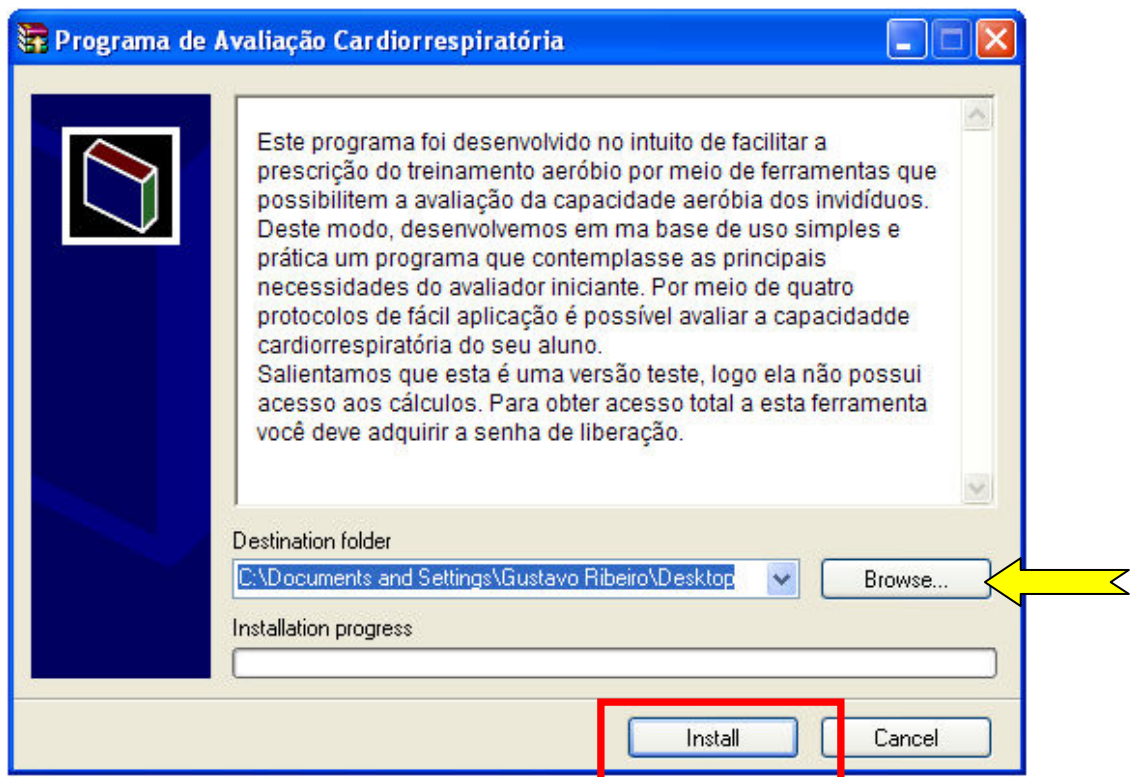 Programa de Avaliação Cardiorrespiratória
Este programa foi desenvolvido no intuito de facilitar a
prescrição do treinamento aeróbio por meio de ferramentas que
possibilitem a avaliação da capacidade aeróbia dos invidíduos.
Deste modo, desenvolvemos em ma base de uso simples e
prática um programa que contemplasse as principais
necessidades do avaliador iniciante. Por meio de quatro
protocolos de fácil aplicação é possível avaliar a capacidadde
cardiorrespiratória do seu aluno.
Salientamos que esta é uma versão teste, logo ela não possui
acesso aos cálculos. Para obter acesso total a esta ferramenta
você deve adquirir a senha de liberação.
Destination folder
C:\Documents and Settings\Gustavo Ribeiro\Desktop
Browse...
Installation progress
Install
Cancel